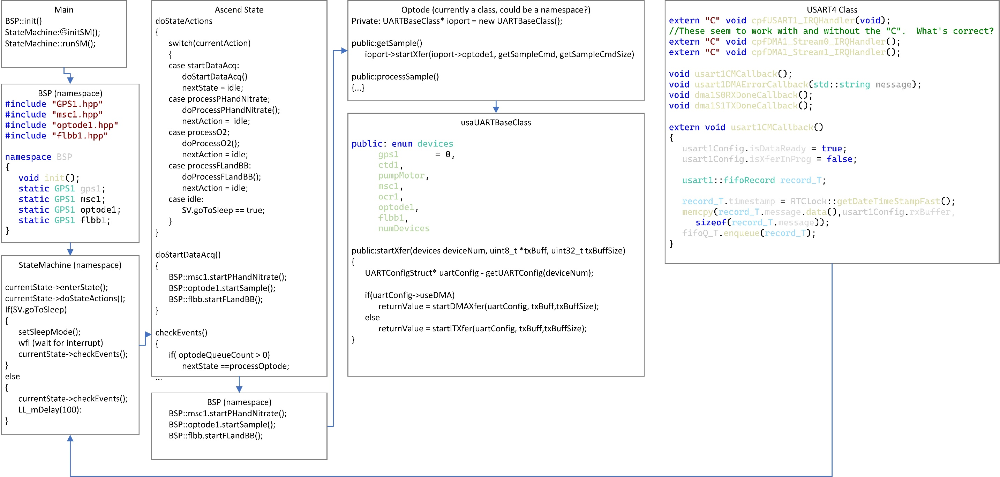 Main
BSP::init()
StateMachine:☹initSM();
StateMachine::runSM();
BSP (namespace)
#include "GPS1.hpp"
#include "msc1.hpp"
#include "optode1.hpp"
#include "flbb1.hpp"
namespace BSP
{
void init();
static GPS1 gps1;
static GPS1 msc1;
static GPS1 optode1;
static GPS1 flbb1;
}
StateMachine (namespace)
currentState->enterState();
currentState->doStateActions();
If(SV.goToSleep)
{
setSleepMode();
wfi (wait for interrupt)
currentState->checkEvents();
}
else
{
currentState->checkEvents();
LL_mDelay(100):
}
Ascend State
doStateActions
{
switch(currentAction)
{
case startDataAcq:
doStartDataAcq()
nextState = idle;
case processPHandNitrate;
doProcessPHandNitrate();
nextAction =  idle;
case processO2;
doProcessO2();
nextAction = idle;
case processFLandBB:
doProcessFLandBB();
nextAction = idle;
case idle:
SV.goToSleep == true;
}
}
doStartDataAcq()
{
BSP::msc1.startPHandNitrate();
BSP::optode1.startSample();
BSP::flbb.startFLandBB();
}
checkEvents()
{
if( optodeQueueCount > 0)
nextState ==processOptode;
...
BSP (namespace)
BSP::msc1.startPHandNitrate();
BSP::optode1.startSample();
BSP::flbb.startFLandBB();
Optode (currently a class, could be a namespace?)
Private: UARTBaseClass* ioport = new UARTBaseClass();
public:getSample()
ioport->startXfer(ioport->optode1, getSampleCmd, getSampleCmdSize)
public:processSample()
{...}
usaUARTBaseClass
public: enum devices
gps1 = 0,
ctd1,
pumpMotor,
msc1,
ocr1,
optode1,
flbb1,
numDevices
public:startXfer(devices deviceNum, uint8_t *txBuff, uint32_t txBuffSize)
{
UARTConfigStruct* uartConfig - getUARTConfig(deviceNum);
if(uartConfig->useDMA)
returnValue = startDMAXfer(uartConfig, txBuff,txBuffSize);
else
returnValue = startITXfer(uartConfig, txBuff,txBuffSize);
}
USART4 Class
extern "C" void cpfUSART1_IRQHandler(void);
//These seem to work with and without the "C".  What's correct?
extern "C" void cpfDMA1_Stream0_IRQHandler();
extern "C" void cpfDMA1_Stream1_IRQHandler();
void usart1CMCallback();
void usart1DMAErrorCallback(std::string message);
void dma1S0RXDoneCallback();
void dma1S1TXDoneCallback();
extern void usart1CMCallback()
{
usart1Config.isDataReady = true;
usart1Config.isXferInProg = false;
usart1::fifoRecord record_T;
record_T.timestamp = RTClock::getDateTimeStampFast();
memcpy(record_T.message.data(),usart1Config.rxBuffer,
sizeof(record_T.message));
fifoQ_T.enqueue(record_T);
}